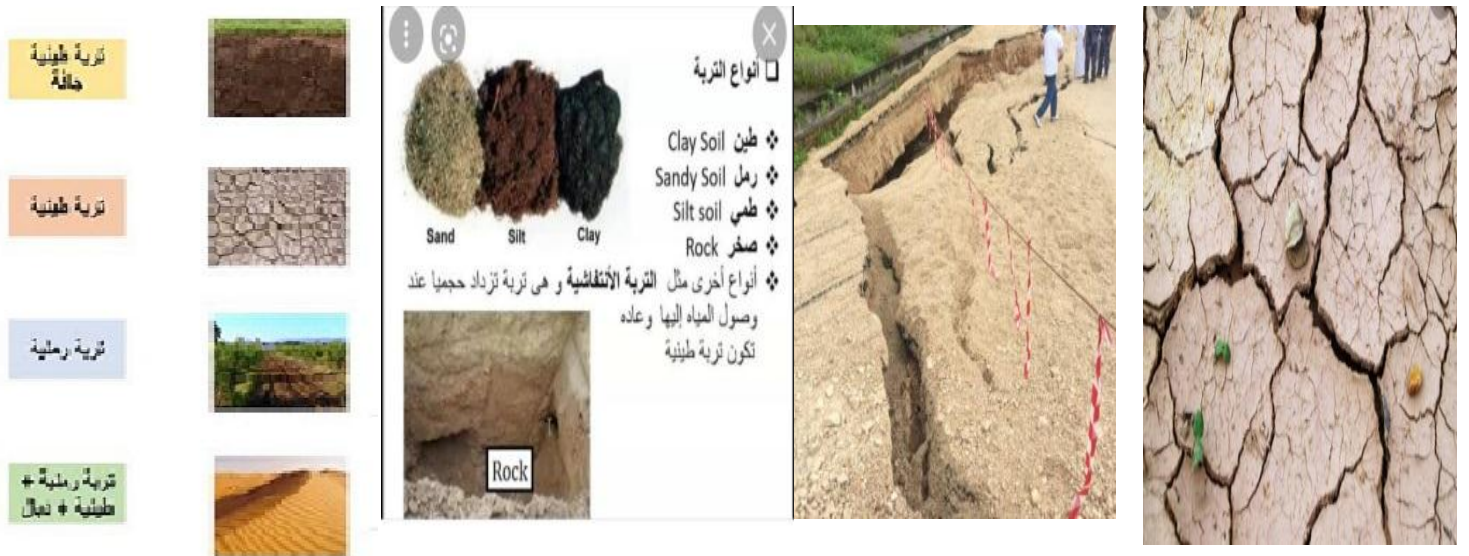 تربة طينية
جافة
تربة طينية
تربة رملية
تربة رملية +
طينية + دبال
أنواع التربة
طين Clay Soil
رمل Sandy Soil
طمي Silt soil
صخر Rock
أنواع أخرى مثل التربة الأنتفاشية و هى تربة تزداد حجميا عند
وصول المياه إليها وعاده
تكون تربة طينية
Sand Silt Clay
Rock